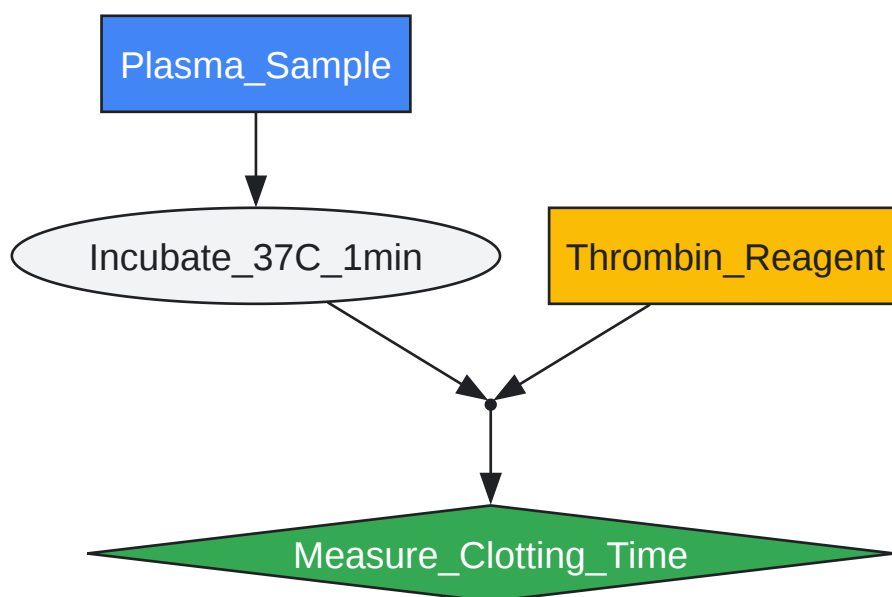 Plasma_Sample
Incubate_37C_1min
Thrombin_Reagent
Measure_Clotting_Time